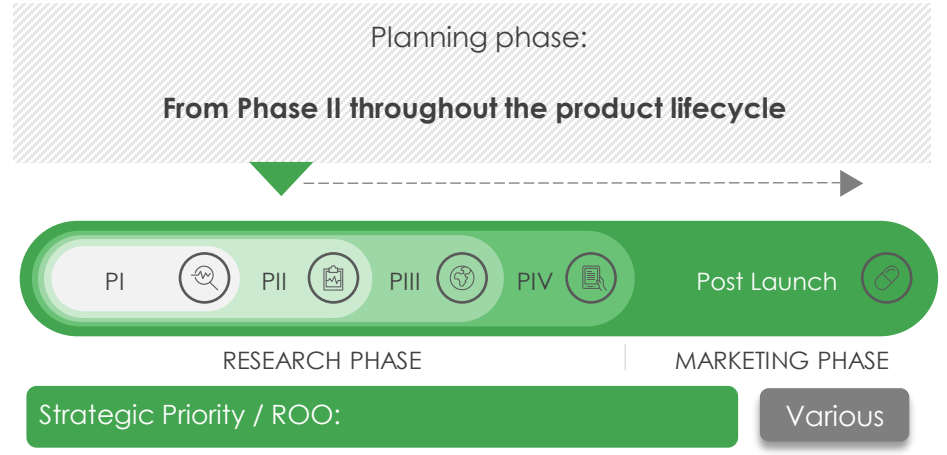 Planning phase:
From Phase II throughout the product lifecycle
PI
PII
PIII
PIV
Post Launch
RESEARCH PHASE
MARKETING PHASE
Strategic Priority / ROO:
Various